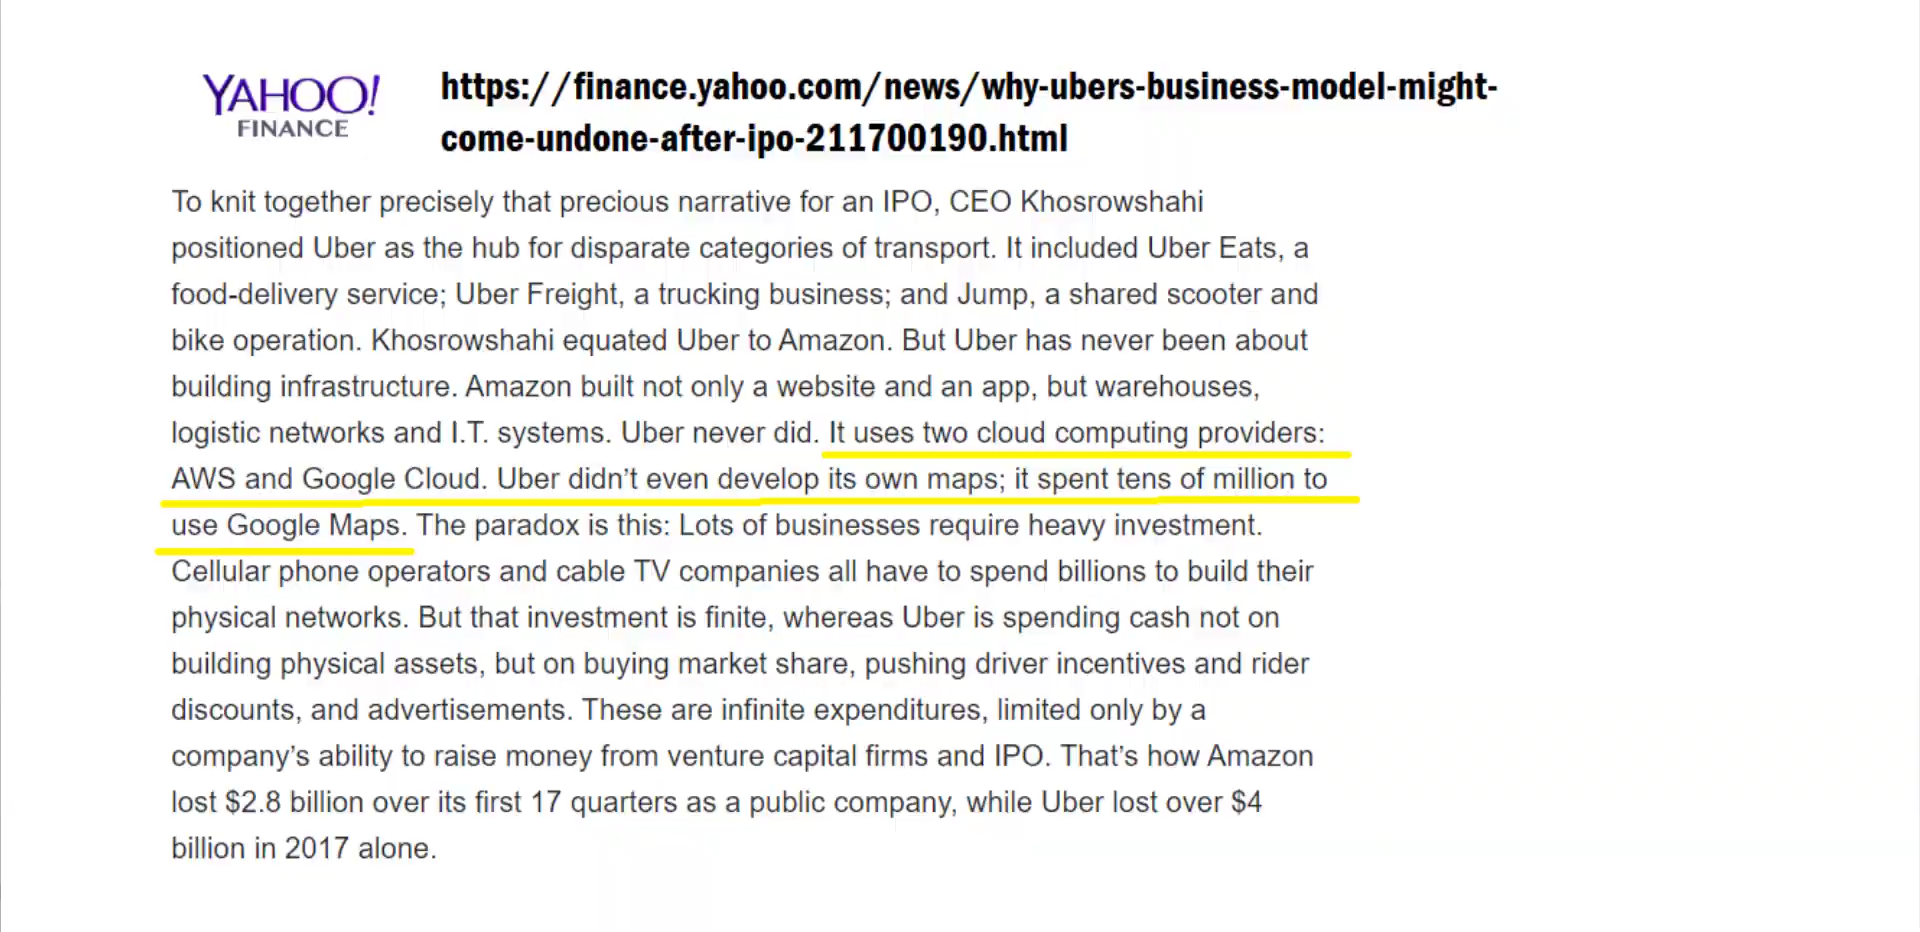 YAHOO!
FINANCE
https://finance.yahoo.com/news/why-ubers-business-model-might-
come-undone-after-ipo-211700190.html
To knit together precisely that precious narrative for an IPO, CEO Khosrowshahi
positioned Uber as the hub for disparate categories of transport. It included Uber Eats, a
food-delivery service; Uber Freight, a trucking business; and Jump, a shared scooter and
bike operation. Khosrowshahi equated Uber to Amazon. But Uber has never been about
building infrastructure. Amazon built not only a website and an app, but warehouses,
logistic networks and I.T. systems. Uber never did. It uses two cloud computing providers:
AWS and Google Cloud. Uber didn’t even develop its own maps; it spent tens of million to
use Google Maps. The paradox is this: Lots of businesses require heavy investment.
Cellular phone operators and cable TV companies all have to spend billions to build their
physical networks. But that investment is finite, whereas Uber is spending cash not on
building physical assets, but on buying market share, pushing driver incentives and rider
discounts, and advertisements. These are infinite expenditures, limited only by a
company’s ability to raise money from venture capital firms and IPO. That’s how Amazon
lost $2.8 billion over its first 17 quarters as a public company, while Uber lost over $4
billion in 2017 alone.